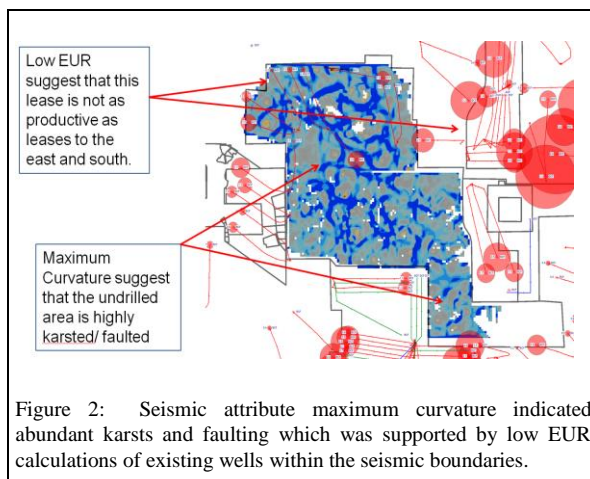 Low EUR
suggest that this
lease is not as
productive as
leases to the
east and south.
Maximum
Curvature suggest
that the undrilled
area is highly
karsted/ faulted
Figure 2: Seismic attribute maximum curvature indicated
abundant karsts and faulting which was supported by low EUR
calculations of existing wells within the seismic boundaries.